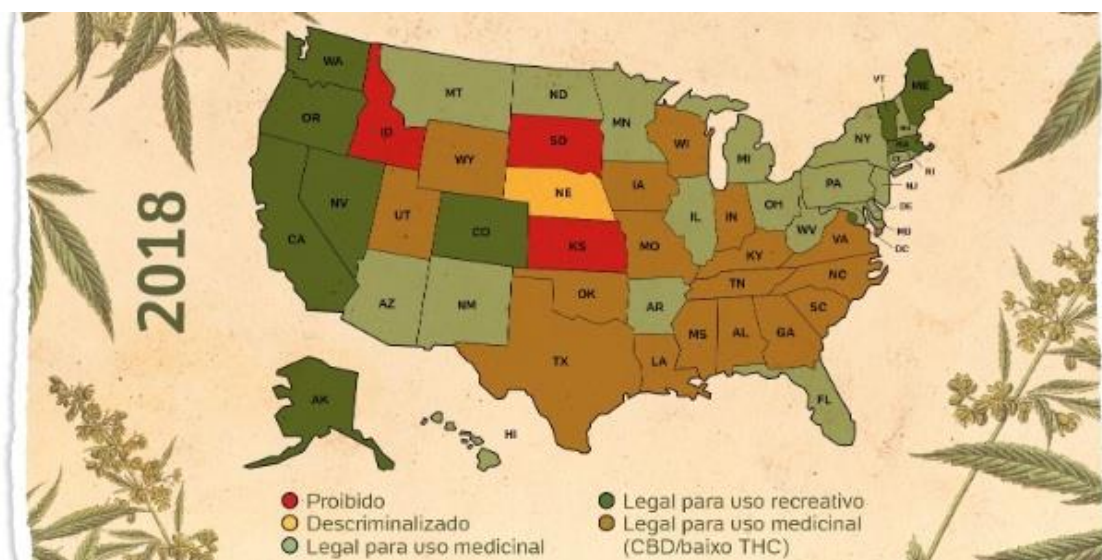 2018
WA
OR
CA
NV
ID
MT
WY
UT
CO
AZ
NM
ND
SD
NE
KS
OK
TX
MN
IA
MO
AR
LA
WI
IL
IN
MI
OH
KY
TN
MS
AL
GA
FL
SC
NC
VA
WV
PA
NY
VT
ME
MA
RI
NJ
DE
MD
DC
AK
HI
Proibido
Descriminalizado
Legal para uso medicinal
Legal para uso recreativo
Legal para uso medicinal
(CBD/baixo THC)